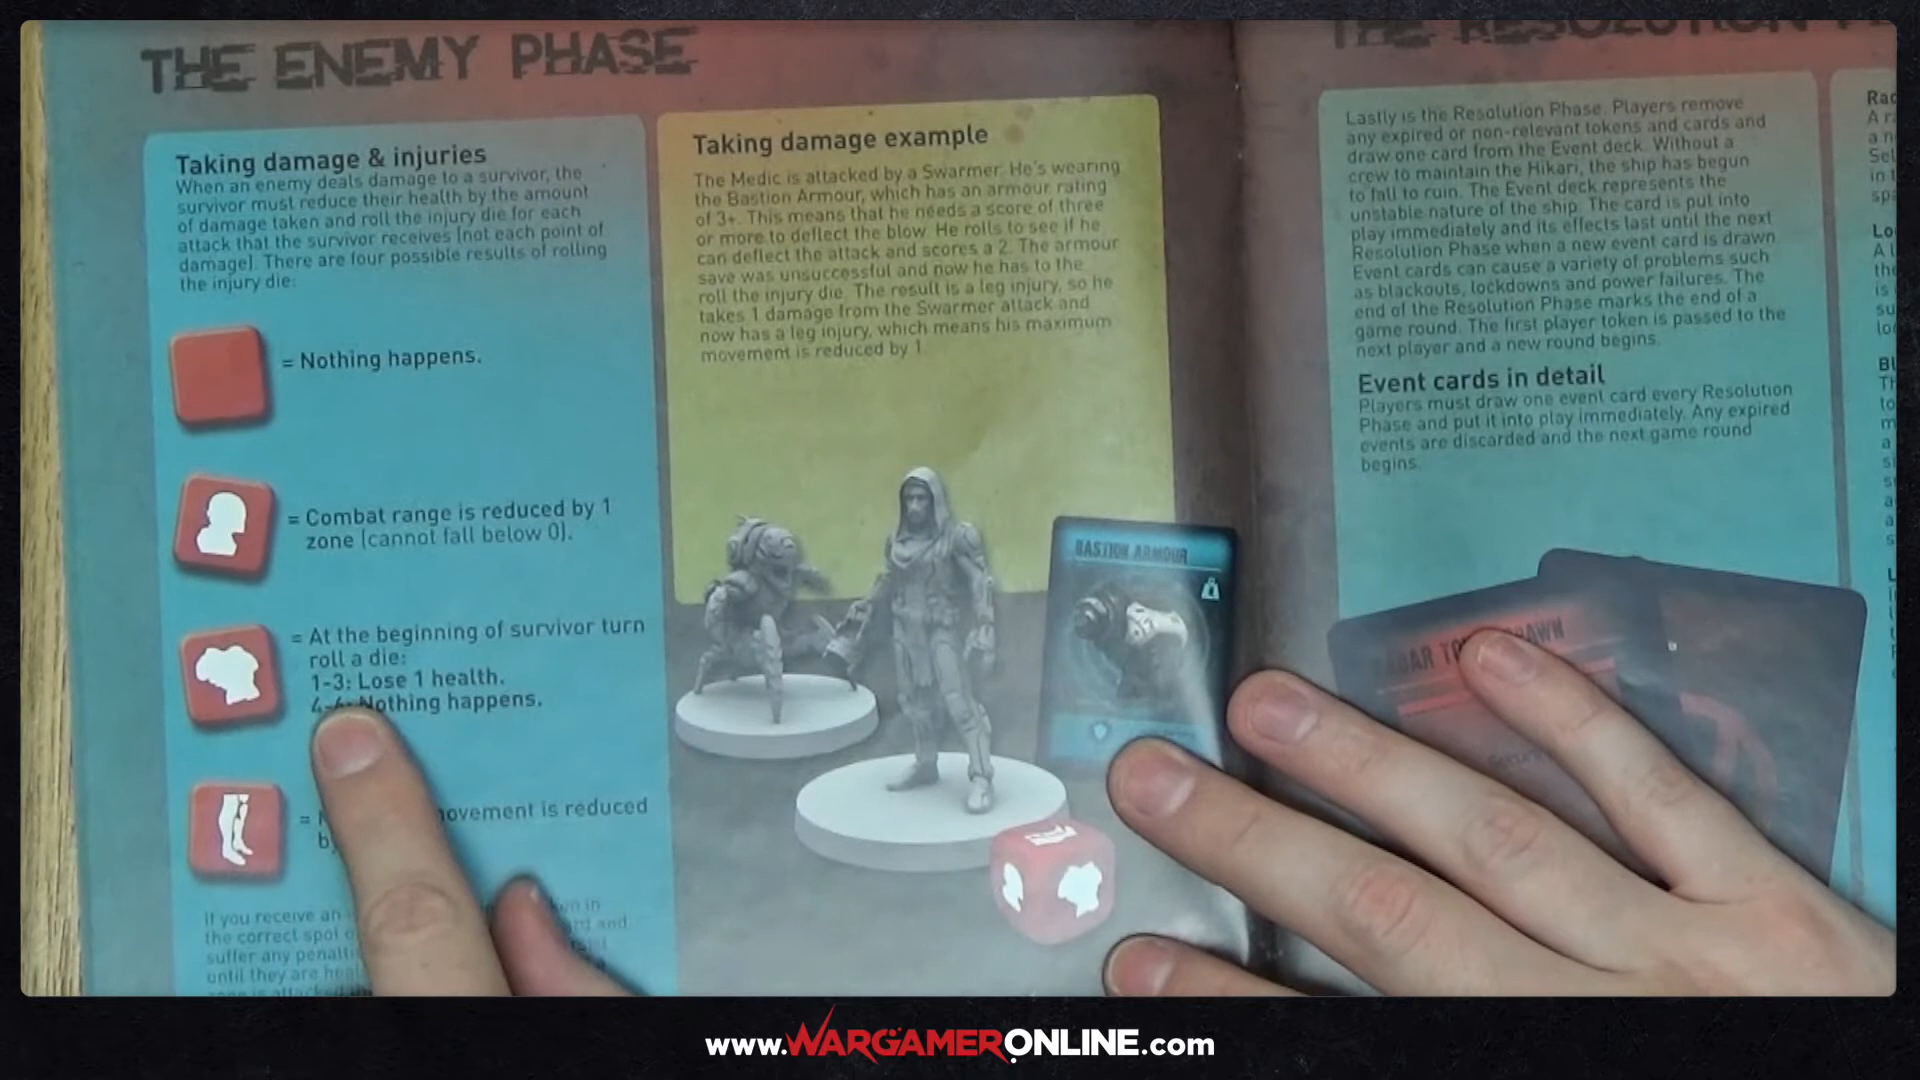 THE ENEMY PHASE
Taking damage & injuries
When an enemy deals damage to a survivor, the
survivor must reduce their health by the amount
of damage taken and roll the injury die for each
attack that the survivor receives (not each point of
damage). There are four possible results of rolling
the injury die:
= Nothing happens.
= Combat range is reduced by 1
zone (cannot fall below 0).
= At the beginning of survivor turn
roll a die:
1-3: Lose 1 health.
Nothing happens.
= movement is reduced
If you receive an
the correct spot
suffer any
until they are
Taking damage example
The Medic is attacked by a Swarmer. He's wearing
the Bastion Armour, which has an armour rating
of 3+. This means that he needs a score of three
or more to deflect the blow. He rolls to see if he
can deflect the attack and scores a 2. The armour
save was unsuccessful and now he has to the
roll the injury die. The result is a leg injury, so he
takes 1 damage from the Swarmer attack and
now has a leg injury, which means his maximum
movement is reduced by 1.
BASTION ARMOUR
THE RESOLUTION
Lastly is the Resolution Phase. Players remove
any expired or non-relevant tokens and cards and
draw one card from the Event deck. Without a
crew to maintain the Hikari, the ship has begun
to fall to ruin. The Event deck represents the
unstable nature of the ship. The card is put into
play immediately and its effects last until the next
Resolution Phase when a new event card is drawn.
Event cards can cause a variety of problems such
as blackouts, lockdowns and power failures. The
end of the Resolution Phase marks the end of a
game round. The first player token is passed to the
next player and a new round begins.
Event cards in detail
Players must draw one event card every Resolution
Phase and put it into play immediately. Any expired
events are discarded and the next game round
begins.
www.WARGAMERONLINE.com